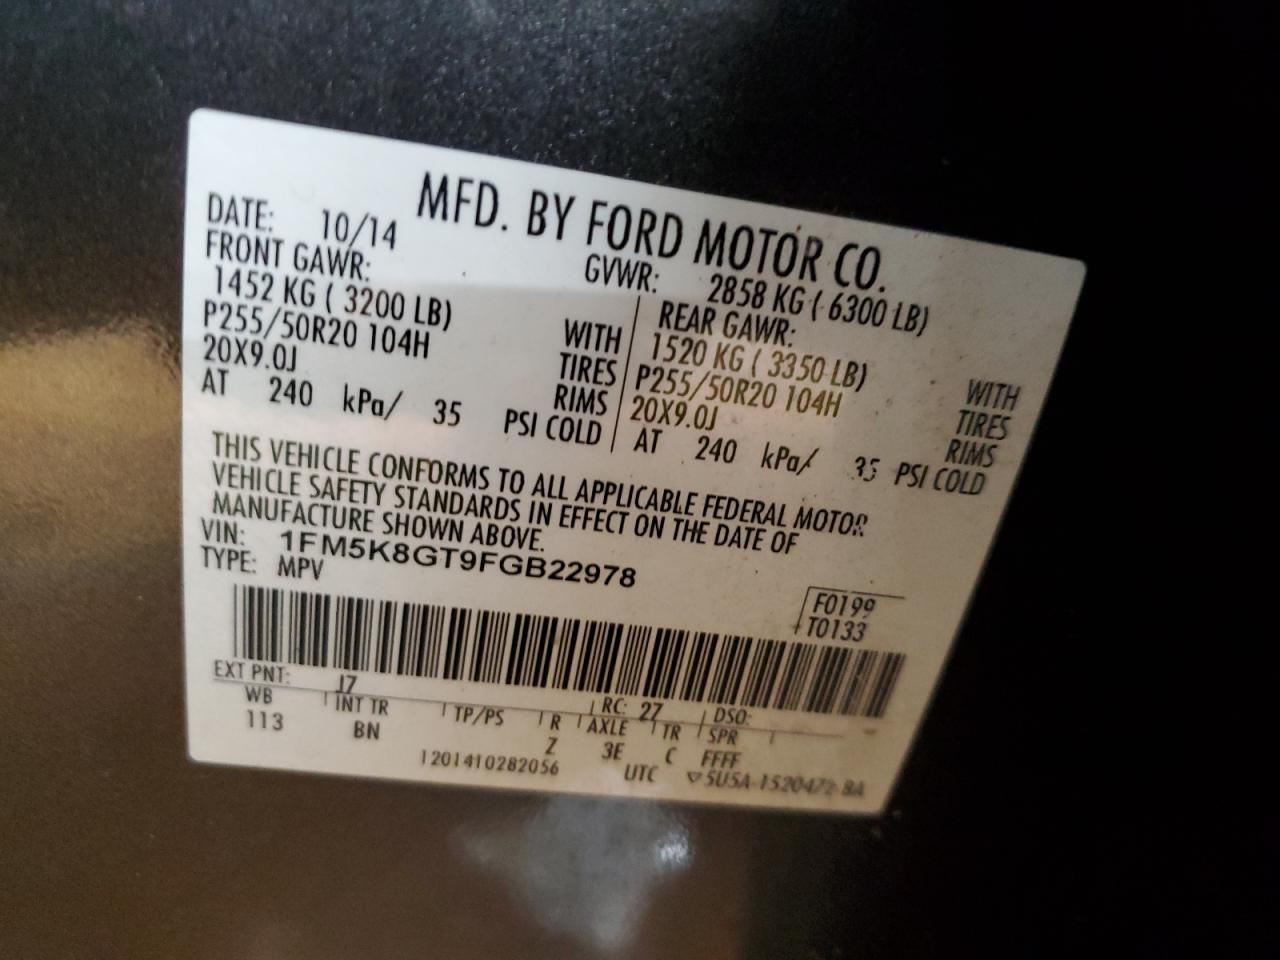 MFD. BY FORD MOTOR CO.
DATE: 10/14 GVWR: 2858 KG ( 6300 LB)
FRONT GAWR: REAR GAWR:
1452 KG ( 3200 LB) WITH 1520 KG ( 3350 LB) WITH
P255/50R20 104H TIRES P255/50R20 104H TIRES
20X9.0J RIMS 20X9.0J RIMS
AT 240 kPa/ 35 PSI COLD AT 240 kPa/ 35 PSI COLD
THIS VEHICLE CONFORMS TO ALL APPLICABLE FEDERAL MOTOR
VEHICLE SAFETY STANDARDS IN EFFECT ON THE DATE OF
MANUFACTURE SHOWN ABOVE.
VIN: 1FM5K8GT9FGB22978
TYPE: MPV
F0199
T0133
EXT PNT: J7 RC: 27 DSO:
WB INT TR TP/PS R AXLE TR SPR
113 BN Z 3E C FFFF
1201410282056 UTC ▽5U5A-1520472-BA